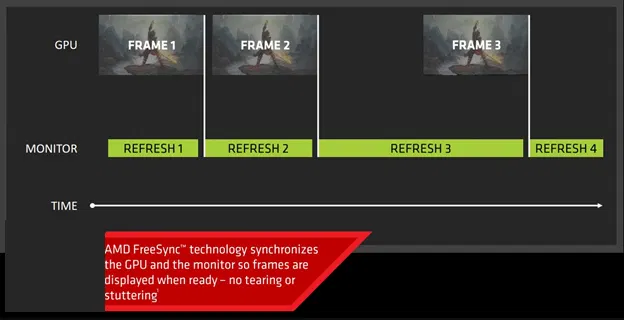 GPU
FRAME 1
FRAME 2
FRAME 3
MONITOR
REFRESH 1
REFRESH 2
REFRESH 3
REFRESH 4
TIME
AMD FreeSync™ technology synchronizes
the GPU and the monitor so frames are
displayed when ready – no tearing or
stuttering¹